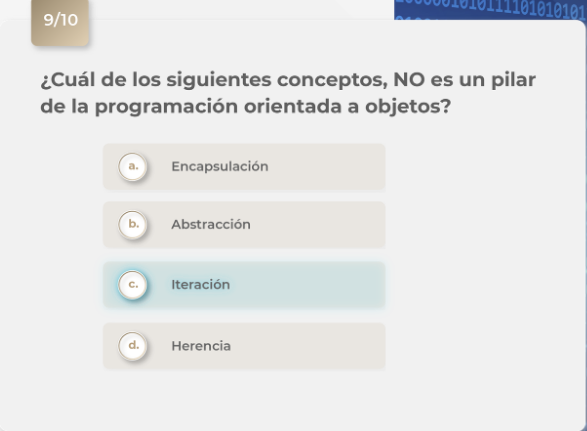 9/10
¿Cuál de los siguientes conceptos, NO es un pilar
de la programación orientada a objetos?
a. Encapsulación
b. Abstracción
c. Iteración
d. Herencia